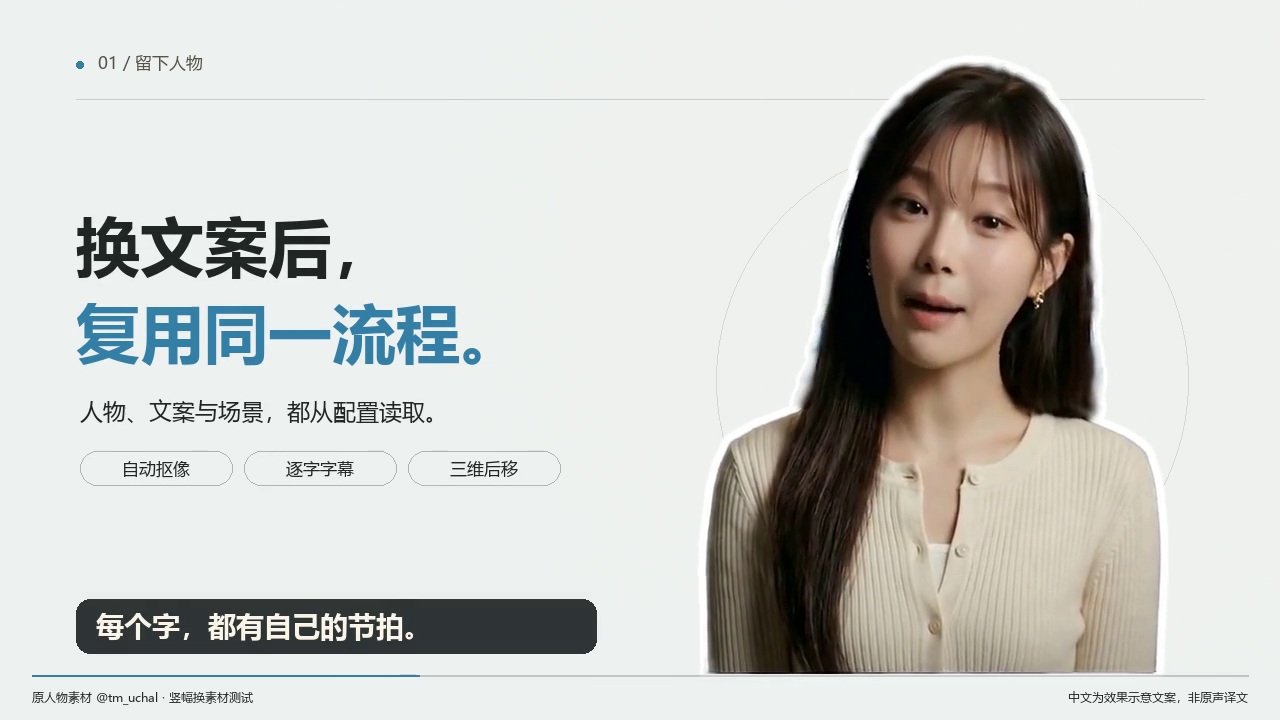 01 / 留下人物
换文案后，
复用同一流程。
人物、文案与场景，都从配置读取。
自动抠像 逐字字幕 三维后移
每个字，都有自己的节拍。
原人物素材 @tm_uchal · 竖幅换素材测试
中文为效果示意文案，非原声译文